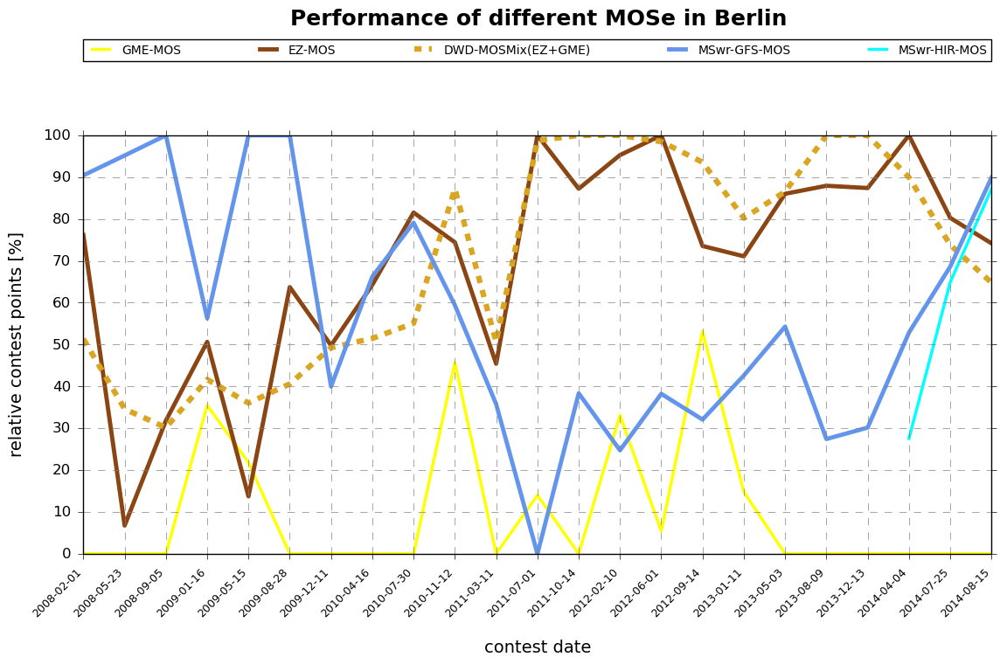 Performance of different MOSe in Berlin
GME-MOS EZ-MOS DWD-MOSMix(EZ+GME) MSwr-GFS-MOS MSwr-HIR-MOS
100
90
80
70
60
50
40
30
20
10
0
relative contest points [%]
2008-02-01 2008-05-23 2008-09-05 2009-01-16 2009-05-15 2009-08-28 2009-12-11 2010-04-16 2010-07-30 2010-11-12 2011-03-11 2011-07-01 2011-10-14 2012-02-10 2012-06-01 2012-09-14 2013-01-11 2013-05-03 2013-08-09 2013-12-13 2014-04-04 2014-07-25 2014-08-15
contest date